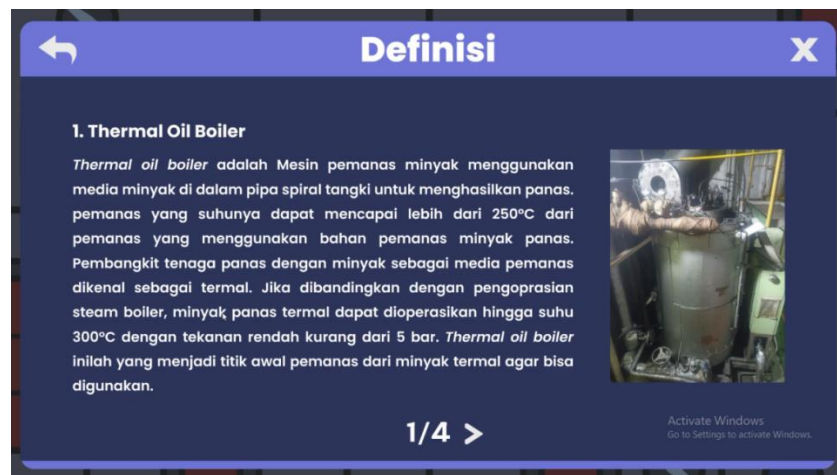 Definisi
X
1. Thermal Oil Boiler
Thermal oil boiler adalah Mesin pemanas minyak menggunakan
media minyak di dalam pipa spiral tangki untuk menghasilkan panas.
pemanas yang suhunya dapat mencapai lebih dari 250°C dari
pemanas yang menggunakan bahan pemanas minyak panas.
Pembangkit tenaga panas dengan minyak sebagai media pemanas
dikenal sebagai termal. Jika dibandingkan dengan pengoprasian
steam boiler, minyak panas termal dapat dioperasikan hingga suhu
300°C dengan tekanan rendah kurang dari 5 bar. Thermal oil boiler
inilah yang menjadi titik awal pemanas dari minyak termal agar bisa
digunakan.
1/4 >
Activate Windows
Go to Settings to activate Windows.